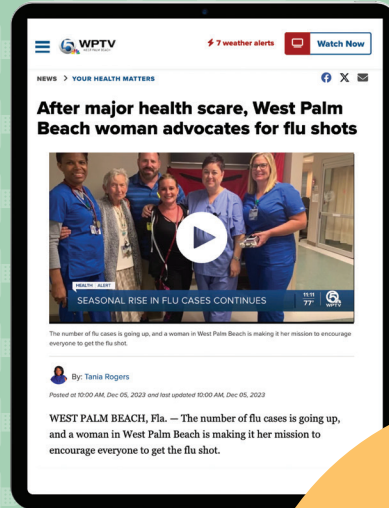 WPTV
WEST PALM BEACH
7 weather alerts
Watch Now
NEWS > YOUR HEALTH MATTERS
After major health scare, West Palm
Beach woman advocates for flu shots
HEALTH ALERT
SEASONAL RISE IN FLU CASES CONTINUES
11:11
77°
5
WPTV
The number of flu cases is going up, and a woman in West Palm Beach is making it her mission to encourage
everyone to get the flu shot.
By: Tania Rogers
Posted at 10:00 AM, Dec 05, 2023 and last updated 10:00 AM, Dec 05, 2023
WEST PALM BEACH, Fla. — The number of flu cases is going up,
and a woman in West Palm Beach is making it her mission to
encourage everyone to get the flu shot.